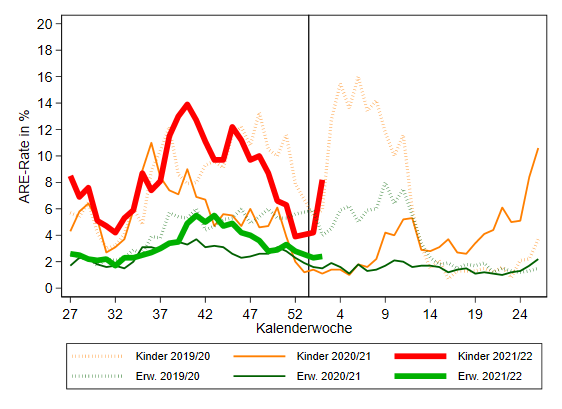 ARE-Rate in %
20
18
16
14
12
10
8
6
4
2
0
27 32 37 42 47 52 4 9 14 19 24
Kalenderwoche
Kinder 2019/20 Kinder 2020/21 Kinder 2021/22
Erw. 2019/20 Erw. 2020/21 Erw. 2021/22